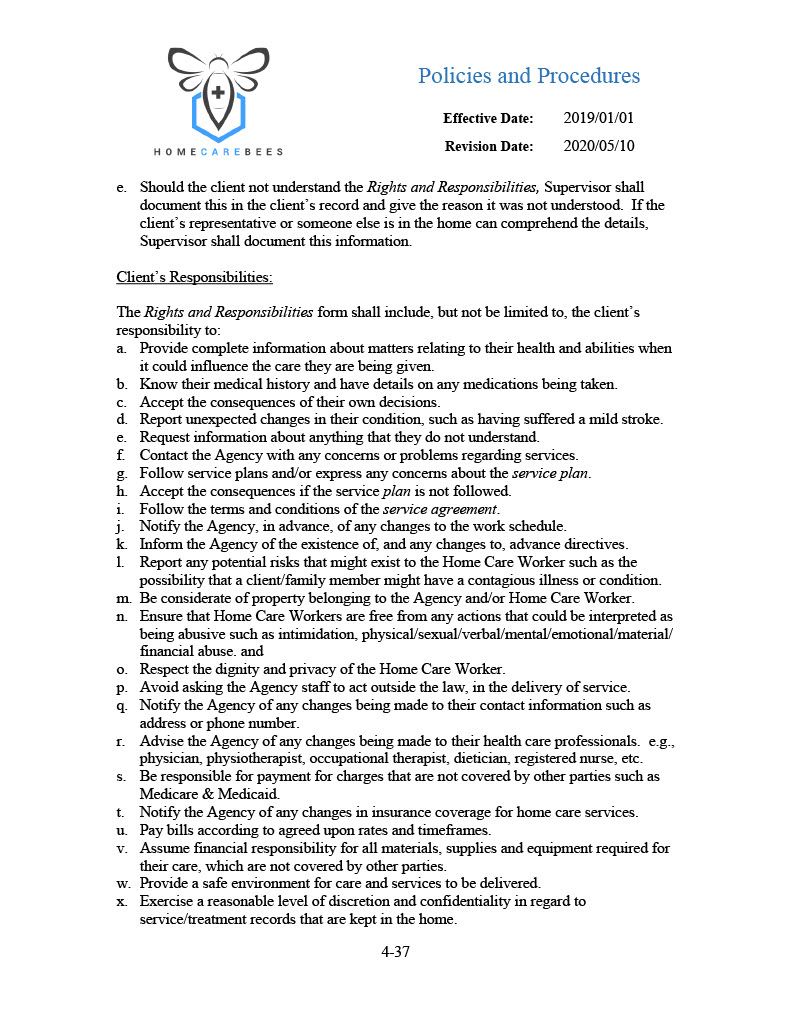 Policies and Procedures
Effective Date: 2019/01/01
Revision Date: 2020/05/10
HOMECAREBEES
e. Should the client not understand the Rights and Responsibilities, Supervisor shall
document this in the client's record and give the reason it was not understood. If the
client's representative or someone else is in the home can comprehend the details,
Supervisor shall document this information.
Client's Responsibilities:
The Rights and Responsibilities form shall include, but not be limited to, the client's
responsibility to:
a. Provide complete information about matters relating to their health and abilities when
it could influence the care they are being given.
b. Know their medical history and have details on any medications being taken.
c. Accept the consequences of their own decisions.
d. Report unexpected changes in their condition, such as having suffered a mild stroke.
e. Request information about anything that they do not understand.
f. Contact the Agency with any concerns or problems regarding services.
g. Follow service plans and/or express any concerns about the service plan.
h. Accept the consequences if the service plan is not followed.
i. Follow the terms and conditions of the service agreement.
j. Notify the Agency, in advance, of any changes to the work schedule.
k. Inform the Agency of the existence of, and any changes to, advance directives.
l. Report any potential risks that might exist to the Home Care Worker such as the
possibility that a client/family member might have a contagious illness or condition.
m. Be considerate of property belonging to the Agency and/or Home Care Worker.
n. Ensure that Home Care Workers are free from any actions that could be interpreted as
being abusive such as intimidation, physical/sexual/verbal/mental/emotional/material/
financial abuse. and
o. Respect the dignity and privacy of the Home Care Worker.
p. Avoid asking the Agency staff to act outside the law, in the delivery of service.
q. Notify the Agency of any changes being made to their contact information such as
address or phone number.
r. Advise the Agency of any changes being made to their health care professionals. e.g.,
physician, physiotherapist, occupational therapist, dietician, registered nurse, etc.
s. Be responsible for payment for charges that are not covered by other parties such as
Medicare & Medicaid.
t. Notify the Agency of any changes in insurance coverage for home care services.
u. Pay bills according to agreed upon rates and timeframes.
v. Assume financial responsibility for all materials, supplies and equipment required for
their care, which are not covered by other parties.
w. Provide a safe environment for care and services to be delivered.
x. Exercise a reasonable level of discretion and confidentiality in regard to
service/treatment records that are kept in the home.
4-37